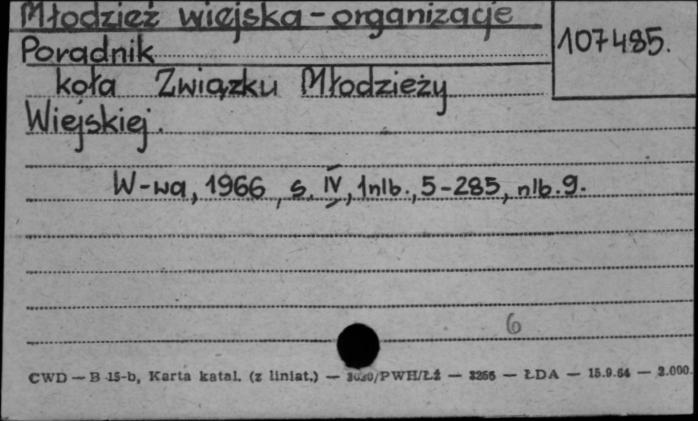 Młodzież wiejska - organizacje
107485.
Poradnik
koła Związku Młodzieży
Wiejskiej.
W-wa, 1966, s. IV, 1nlb., 5-285, nlb. 9.
6
CWD — B 15-b, Karta katal. (z liniat.) — /PWH/Łż — 3266 — ŁDA — 15.9.64 — 3.000.